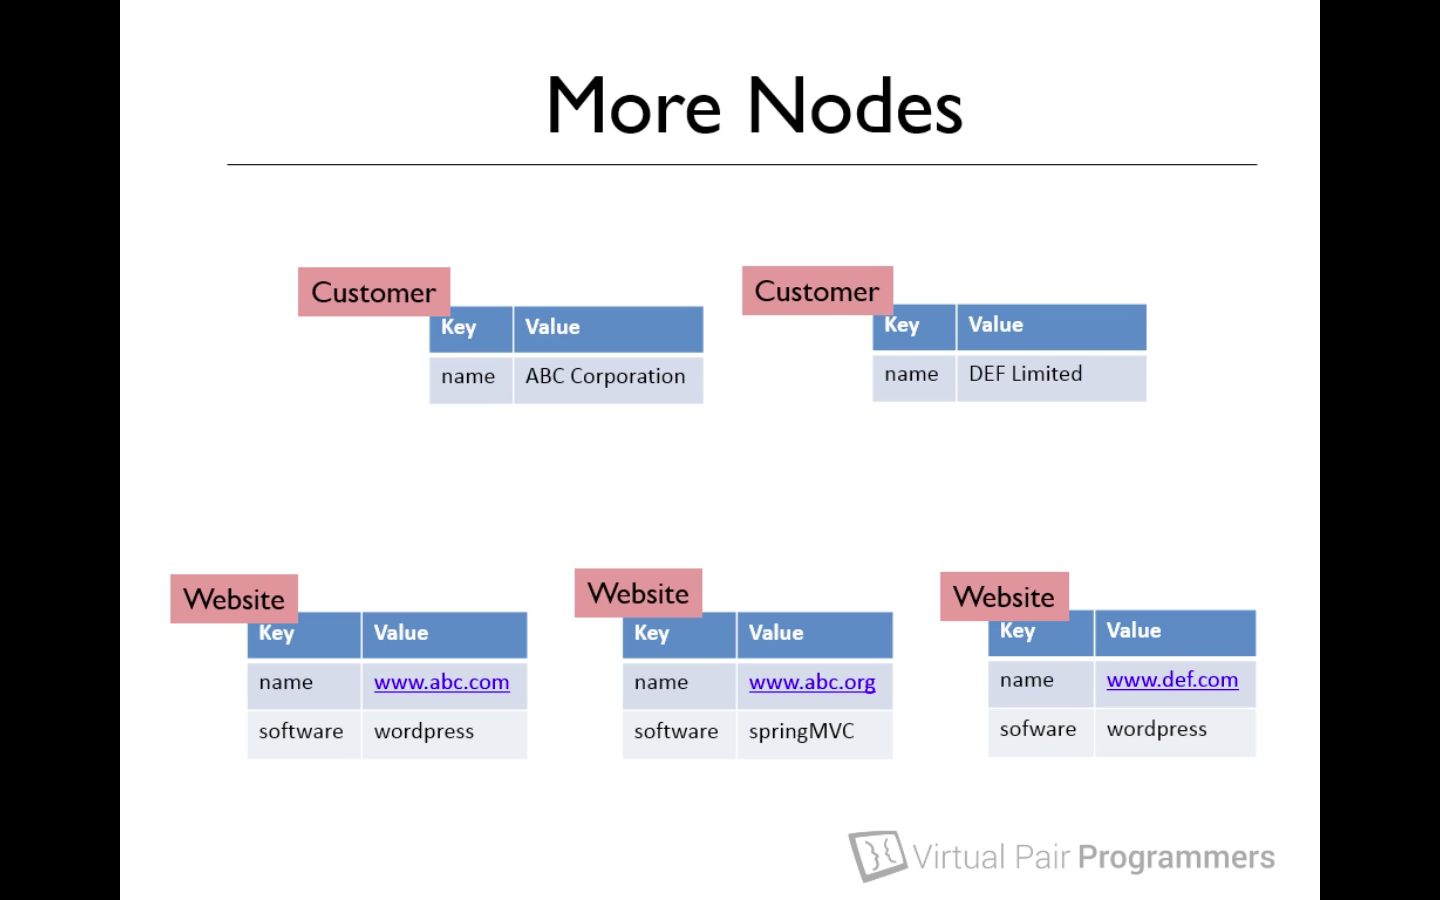 More Nodes
Customer
Key Value
name ABC Corporation
Customer
Key Value
name DEF Limited
Website
Key Value
name www.abc.com
software wordpress
Website
Key Value
name www.abc.org
software springMVC
Website
Key Value
name www.def.com
sofware wordpress
Virtual Pair Programmers